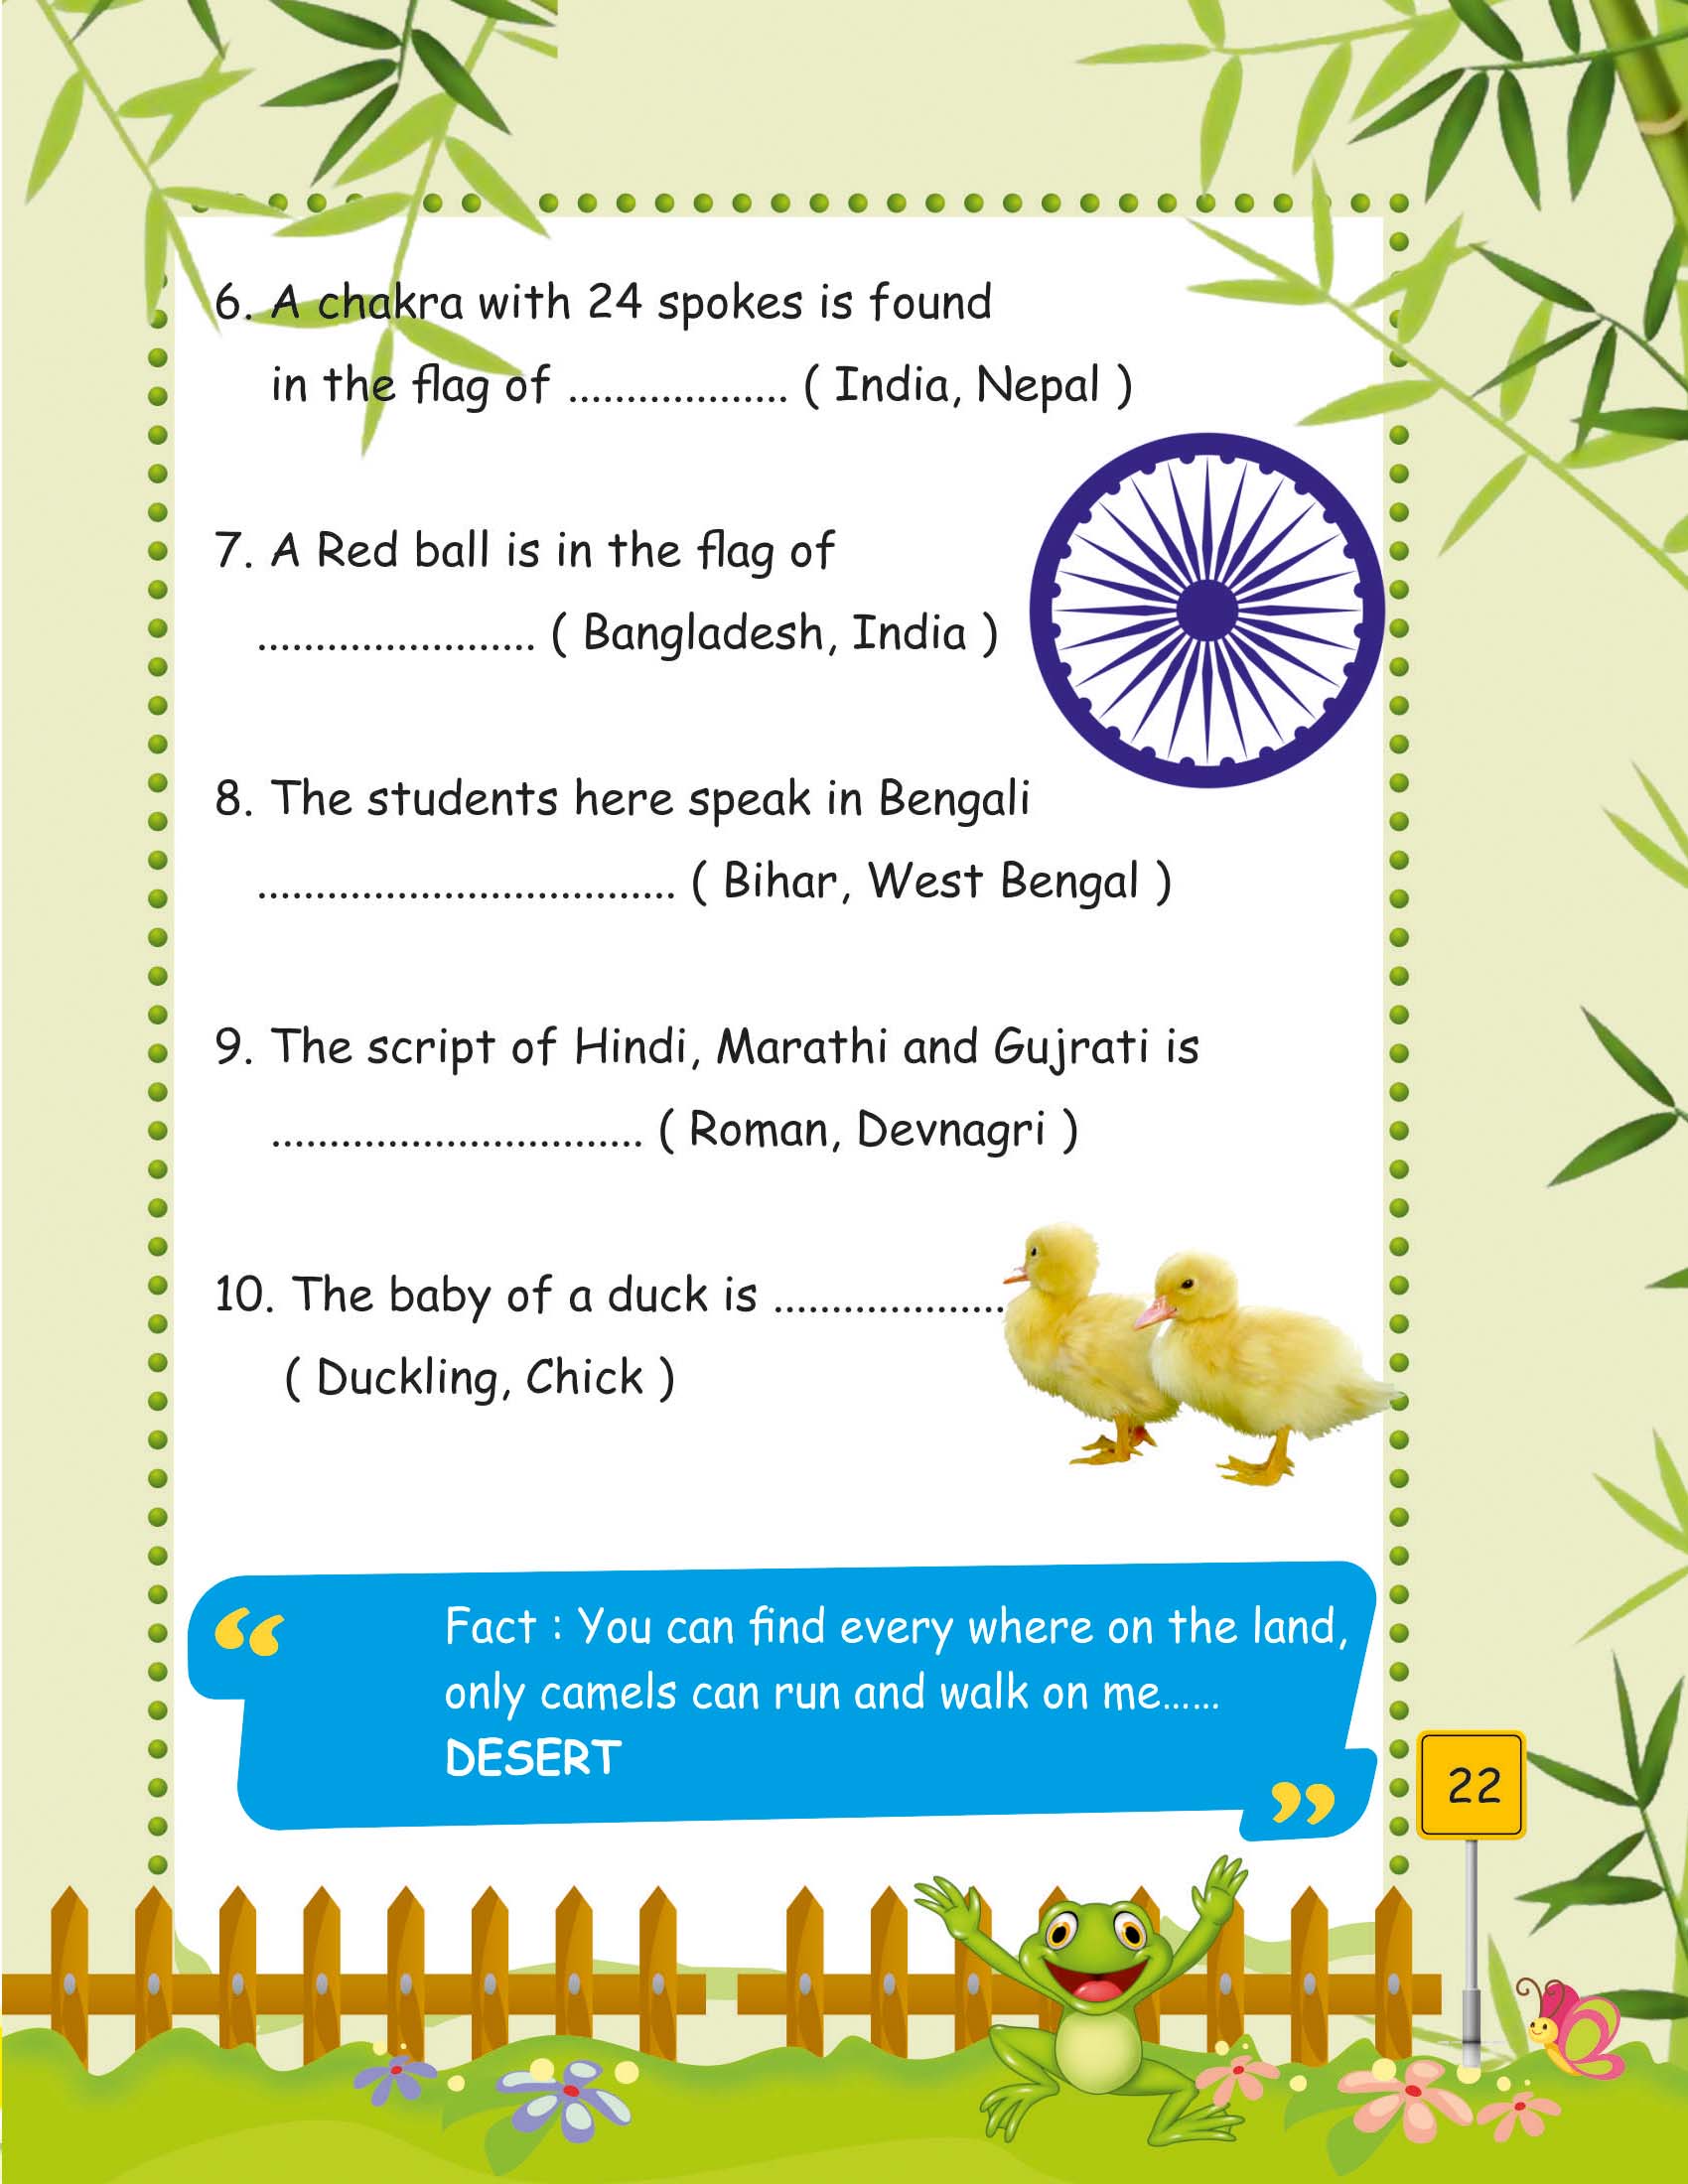 6. A chakra with 24 spokes is found
in the flag of ................... ( India, Nepal )
7. A Red ball is in the flag of
........................ ( Bangladesh, India )
8. The students here speak in Bengali
.................................... ( Bihar, West Bengal )
9. The script of Hindi, Marathi and Gujrati is
................................ ( Roman, Devnagri )
10. The baby of a duck is ....................
( Duckling, Chick )
“
Fact : You can find every where on the land,
only camels can run and walk on me......
DESERT
”
22